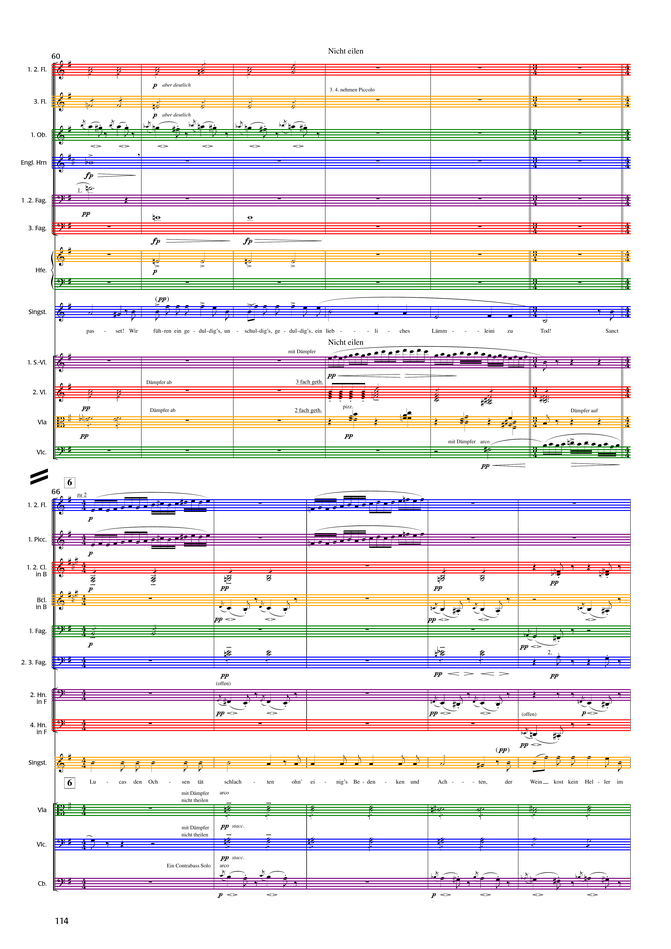 Nicht eilen
60
1. 2. Fl.
p aber deutlich
3. Fl.
p aber deutlich
3. 4. nehmen Piccolo
1. Ob.
Engl. Hrn
fp
1.
1 .2. Fag.
pp
3. Fag.
fp fp
Hfe.
p
(pp)
Singst.
pas - set! Wir füh-ren ein ge - dul-dig's, un - schul-dig's, ge - dul-dig's, ein lieb - - - - li - ches Lämm - - - leini zu Tod! Sanct
Nicht eilen
mit Dämpfer
1. S.-Vl.
pp
Dämpfer ab 3 fach geth.
2. Vl.
pp pizz.
Dämpfer ab 2 fach geth. Dämpfer auf
Vla
pp pp
mit Dämpfer arco
Vlc.
pp
6
66
zu 2
1. 2. Fl.
p
1. Picc.
p
1. 2. Cl.
in B
p pp pp
Bcl.
in B
pp pp pp
1. Fag.
p pp
2. 3. Fag.
2.
pp pp pp
(offen)
2. Hn.
in F
p pp p
(offen)
4. Hn.
in F
pp
(pp)
Singst.
6
Lu - cas den Och - sen tät schlach - ten ohn' ei - nig's Be - den - ken und Ach - - ten, der Wein kost kein Hel - ler im
mit Dämpfer arco
nicht theilen
Vla
pp stacc.
mit Dämpfer
nicht theilen
Vlc.
pp stacc.
Ein Contrabass Solo arco
Cb.
p pp
114